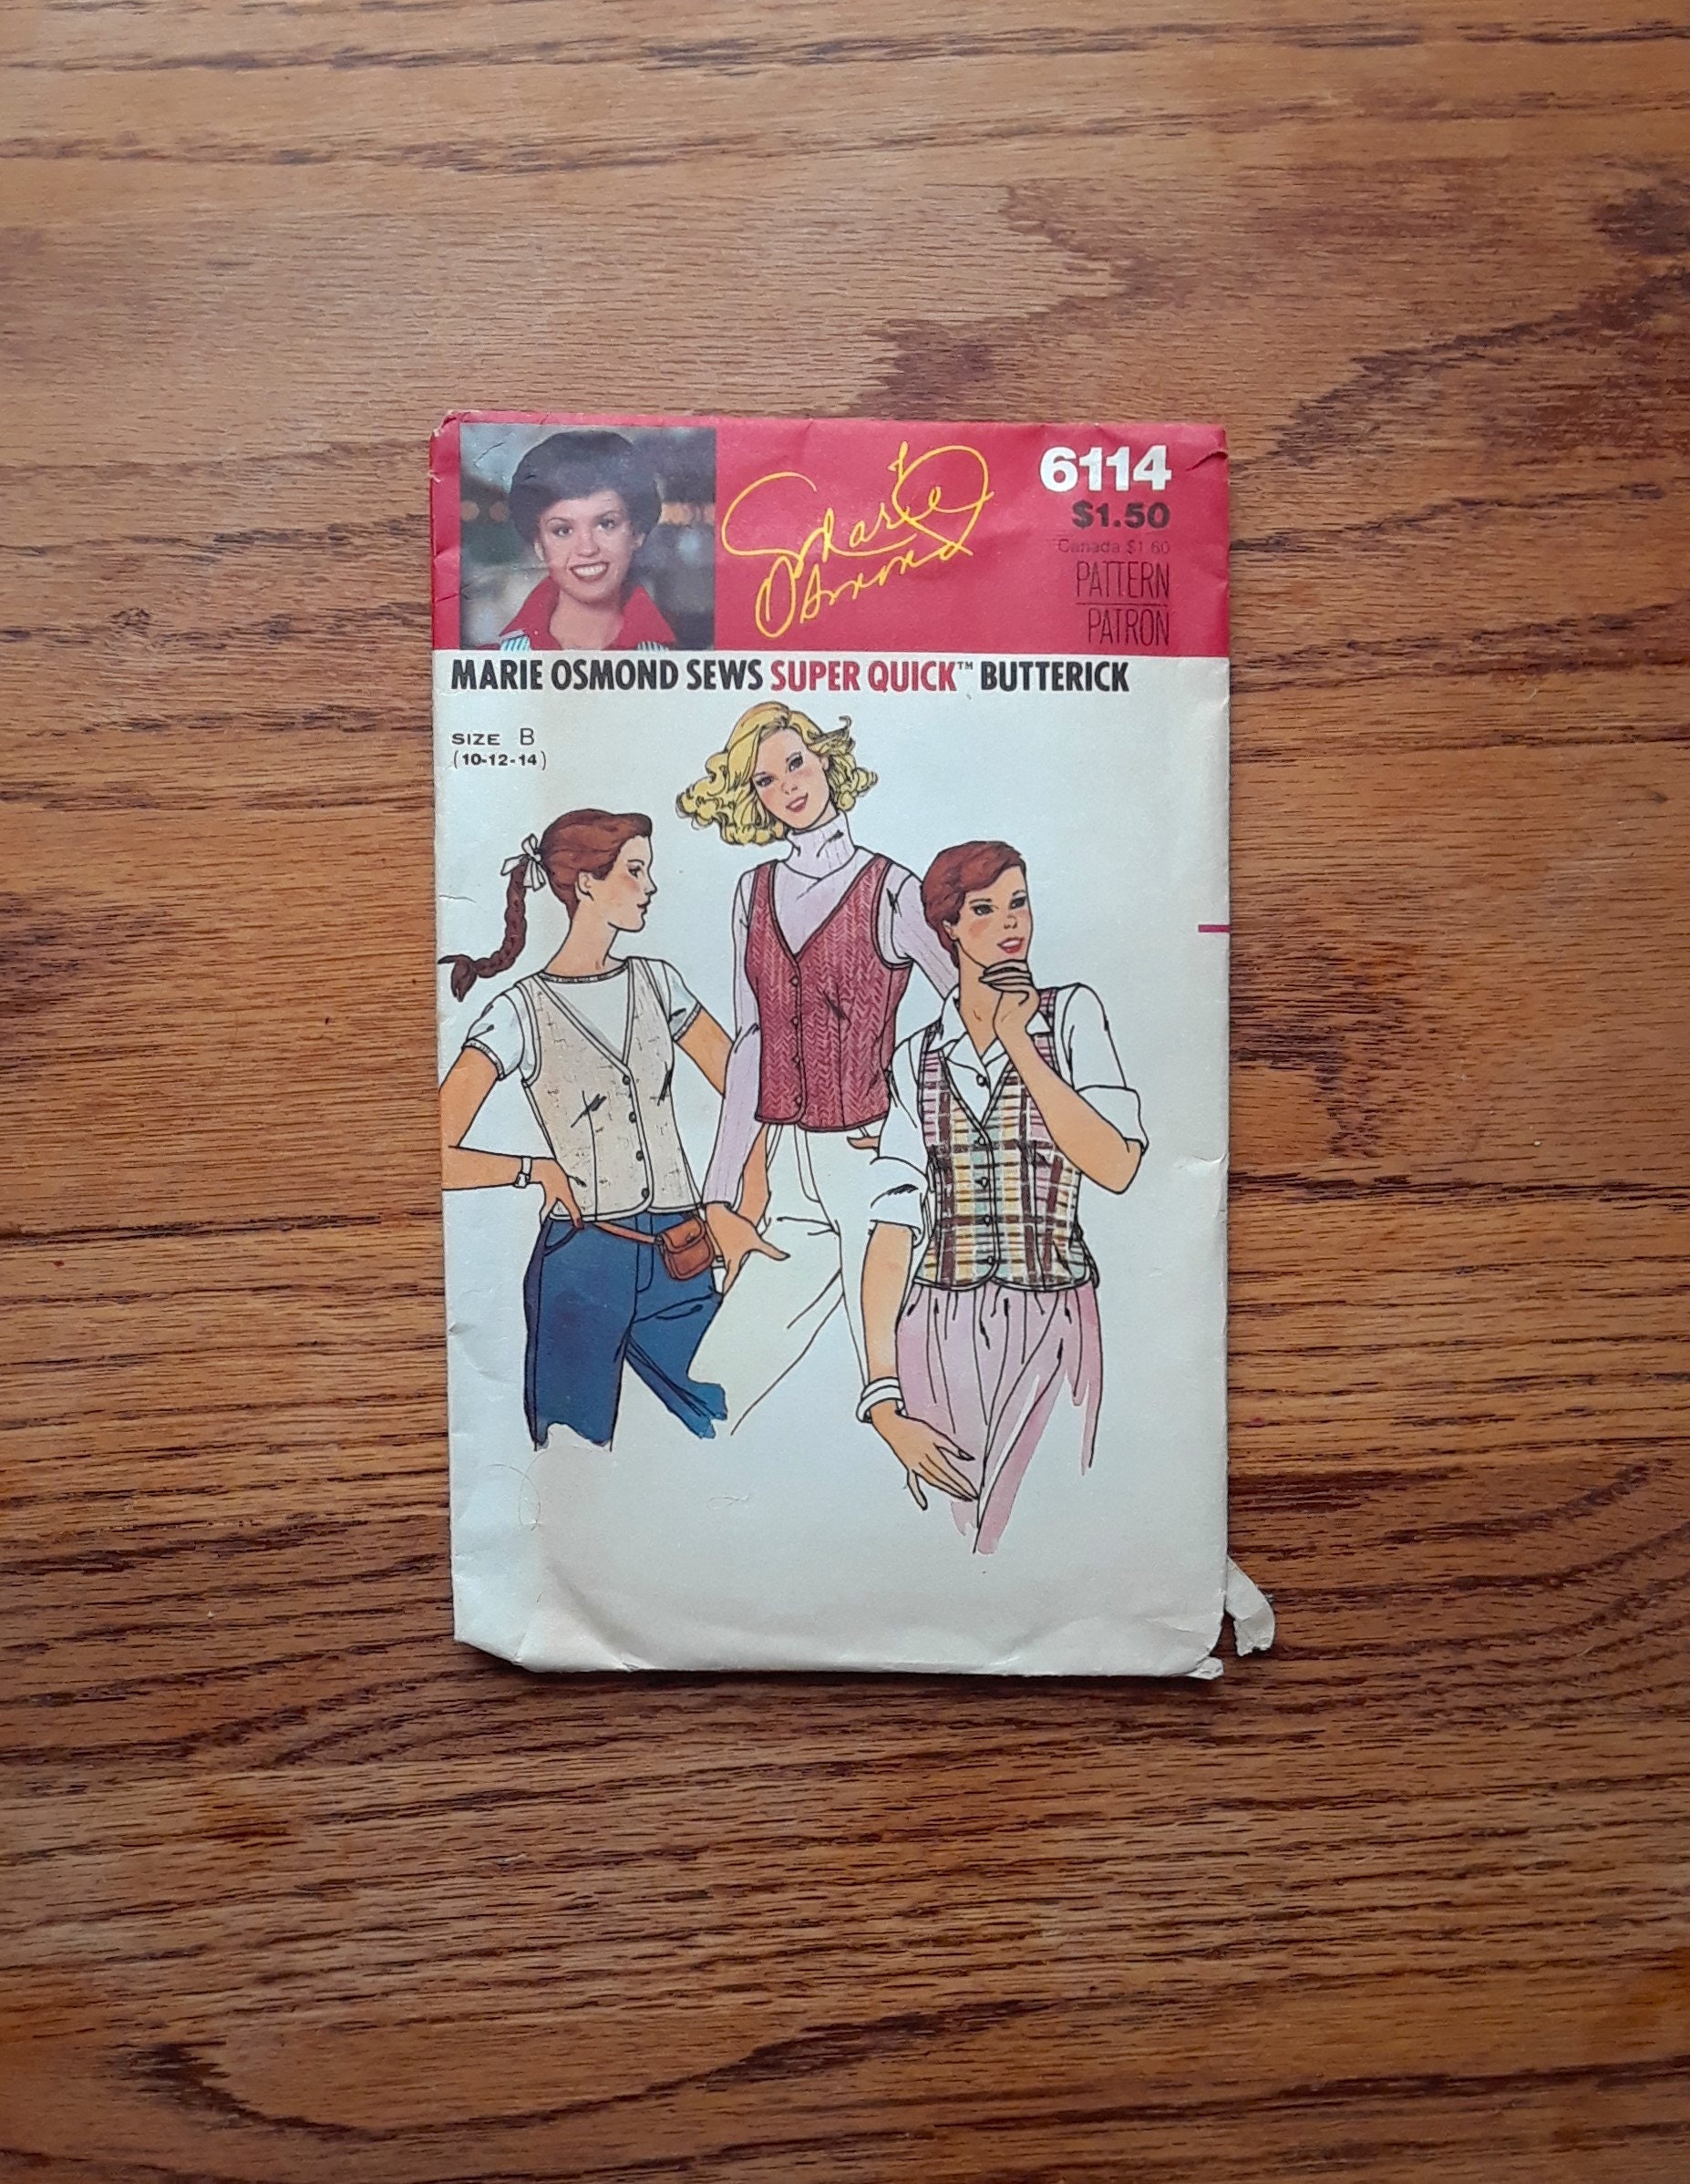 Marie
Osmond
6114
$1.50
Canada $1.60
PATTERN
PATRON
MARIE OSMOND SEWS SUPER QUICK™ BUTTERICK
SIZE B
(10-12-14)